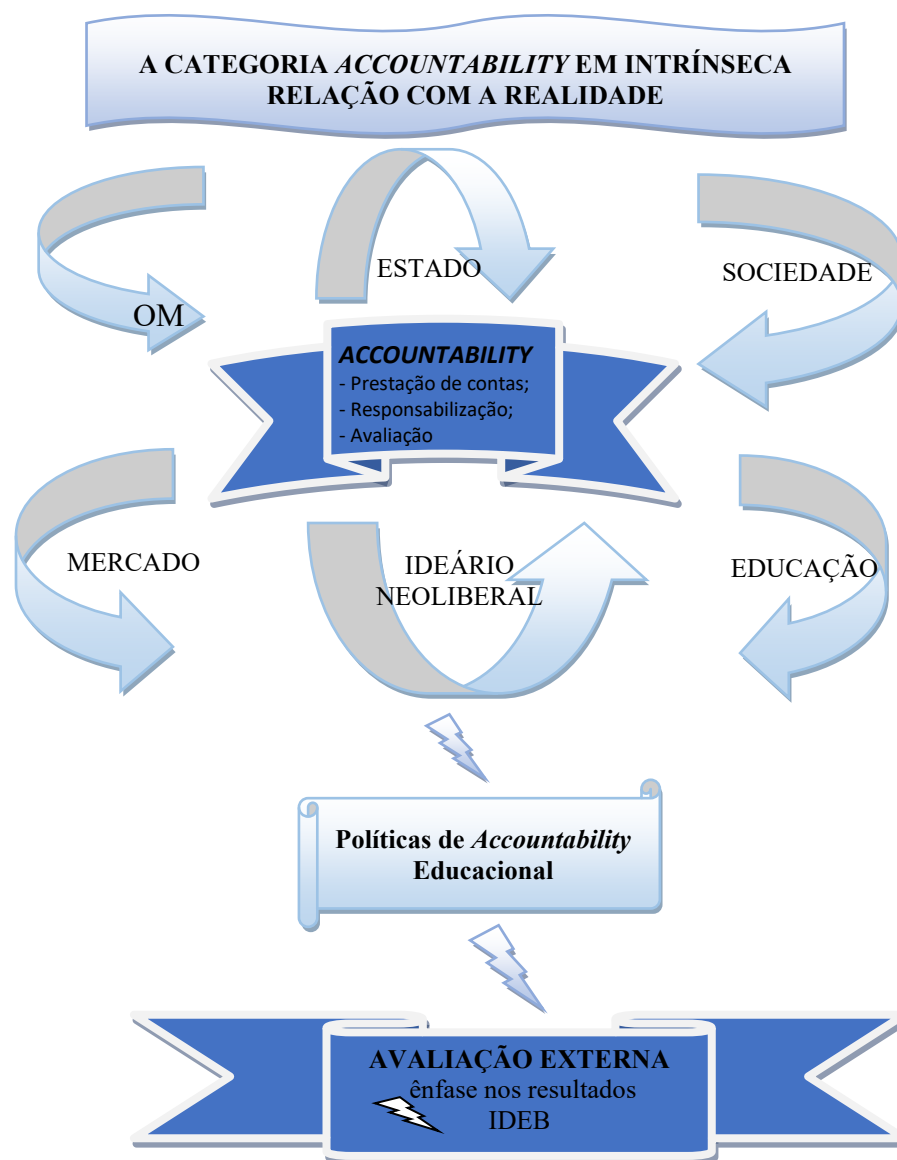 A CATEGORIA ACCOUNTABILITY EM INTRÍNSECA
RELAÇÃO COM A REALIDADE
ESTADO
SOCIEDADE
OM
ACCOUNTABILITY
- Prestação de contas;
- Responsabilização;
- Avaliação
MERCADO
IDEÁRIO
NEOLIBERAL
EDUCAÇÃO
Políticas de Accountability
Educacional
AVALIAÇÃO EXTERNA
ênfase nos resultados
IDEB